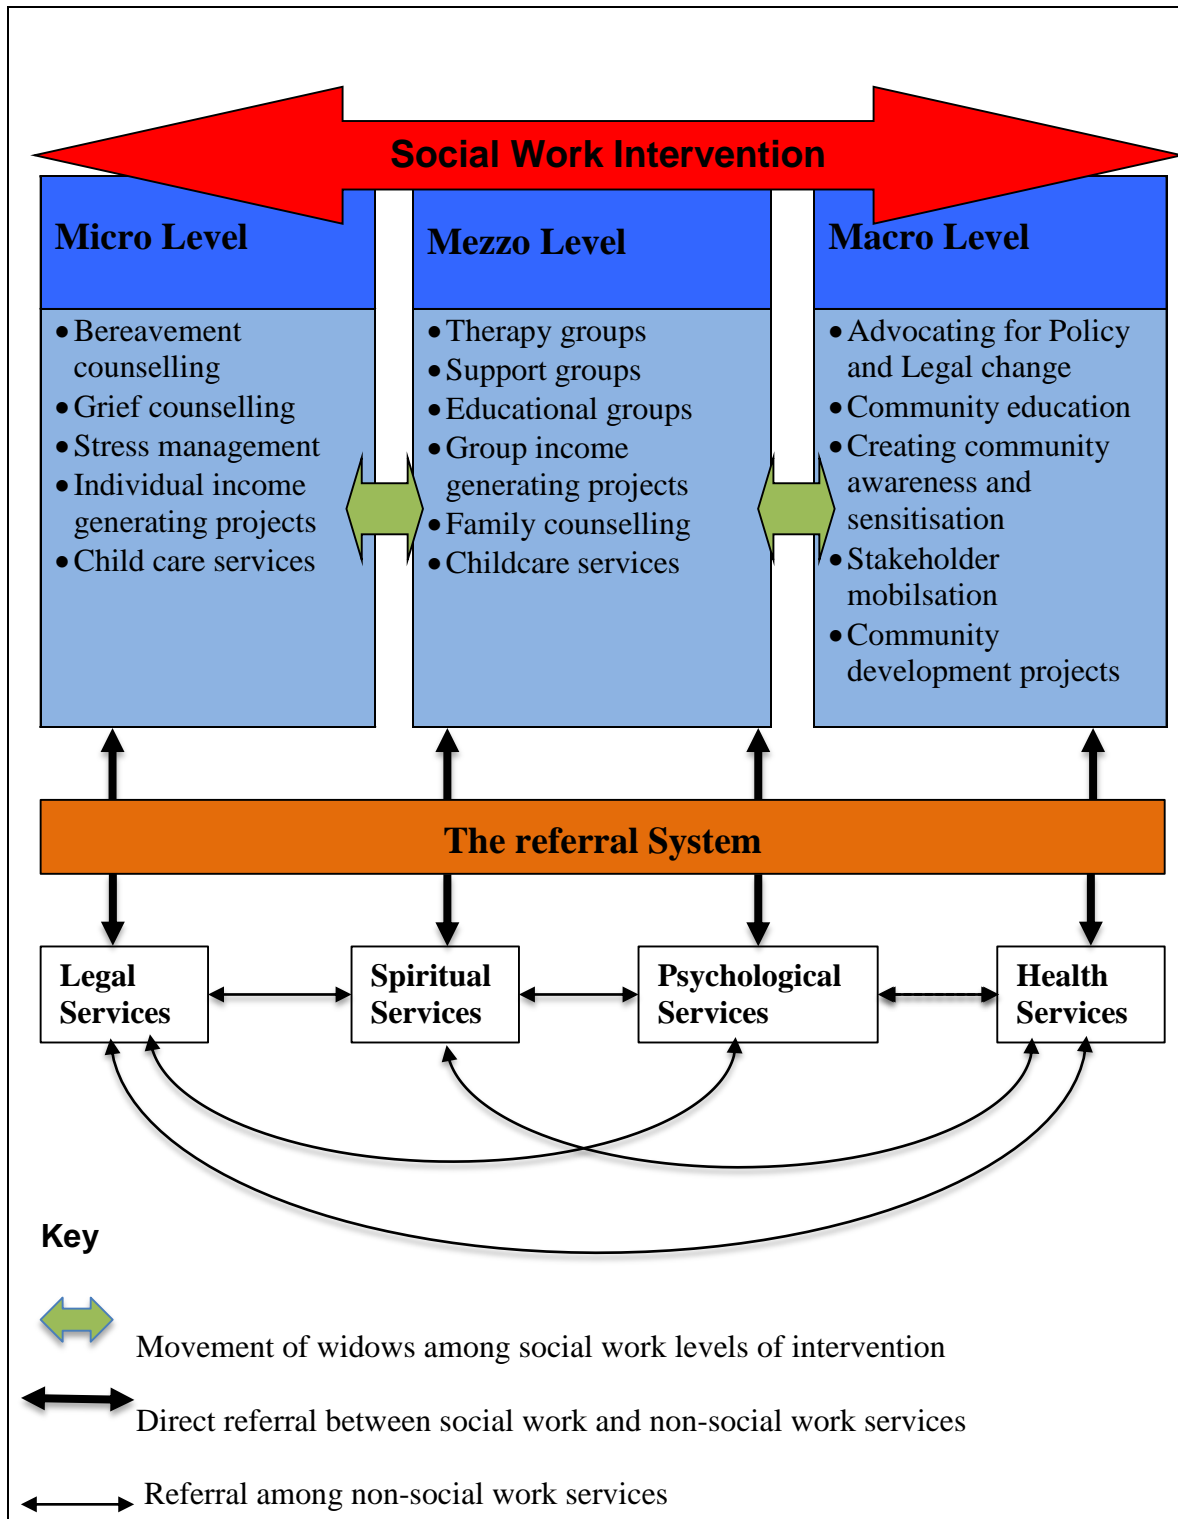 Social Work Intervention
Micro Level
• Bereavement
counselling
• Grief counselling
• Stress management
• Individual income
generating projects
• Child care services
Mezzo Level
• Therapy groups
• Support groups
• Educational groups
• Group income
generating projects
• Family counselling
• Childcare services
Macro Level
• Advocating for Policy
and Legal change
• Community education
• Creating community
awareness and
sensitisation
• Stakeholder
mobilsation
• Community
development projects
The referral System
Legal
Services
Spiritual
Services
Psychological
Services
Health
Services
Key
Movement of widows among social work levels of intervention
Direct referral between social work and non-social work services
Referral among non-social work services